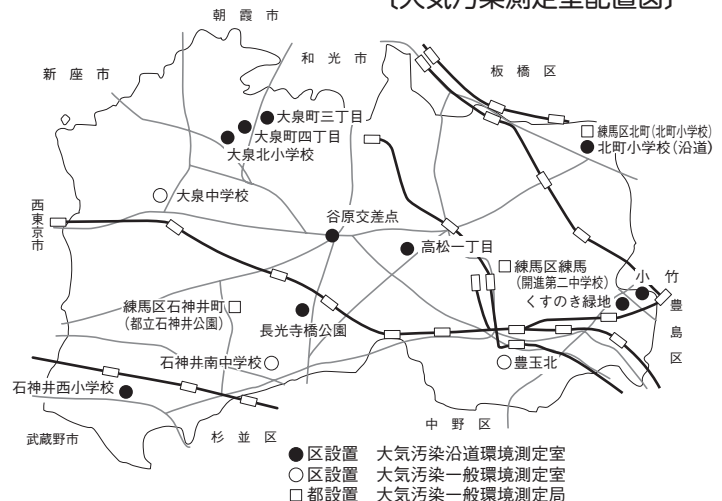 〔大気汚染測定室配置図〕
朝霞市
和光市
新座市
板橋区
大泉町三丁目
大泉町四丁目
大泉北小学校
練馬区北町(北町小学校)
北町小学校(沿道)
大泉中学校
西東京市
谷原交差点
高松一丁目
練馬区練馬
(開進第二中学校)
小竹
くすのき緑地
豊島区
練馬区石神井町
(都立石神井公園)
長光寺橋公園
石神井南中学校
豊玉北
石神井西小学校
武蔵野市
杉並区
中野区
●区設置 大気汚染沿道環境測定室
○区設置 大気汚染一般環境測定室
□都設置 大気汚染一般環境測定局